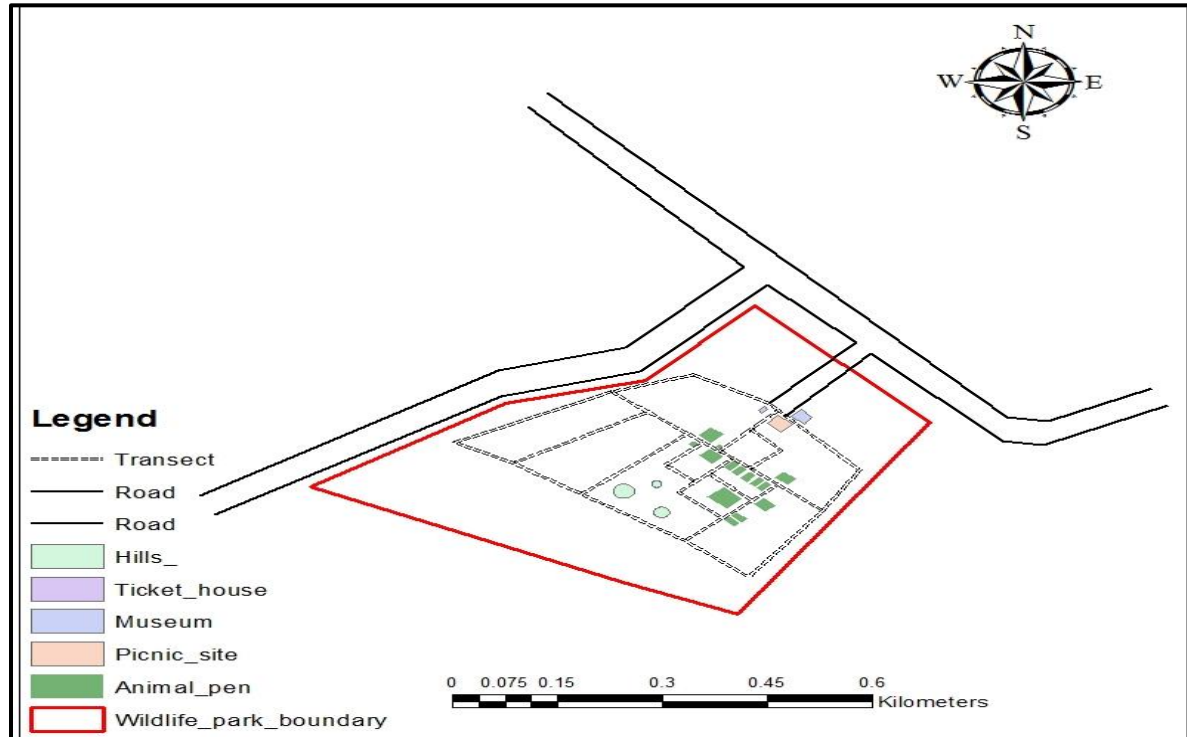 N
W E
S
Legend
Transect
Road
Road
Hills_
Ticket_house
Museum
Picnic_site
Animal_pen
Wildlife_park_boundary
0 0.075 0.15 0.3 0.45 0.6
Kilometers